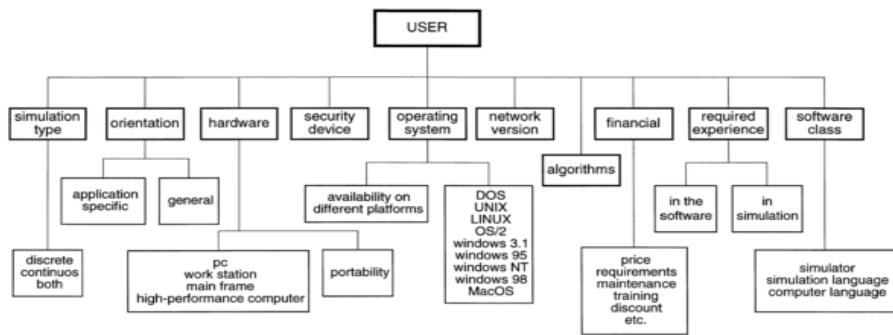 USER
simulation
type
orientation
hardware
security
device
operating
system
network
version
algorithms
financial
required
experience
software
class
application
specific
general
availability on
different platforms
DOS
UNIX
LINUX
OS/2
windows 3.1
windows 95
windows NT
windows 98
MacOS
in the
software
in
simulation
discrete
continuos
both
pc
work station
main frame
high-performance computer
portability
price
requirements
maintenance
training
discount
etc.
simulator
simulation language
computer language